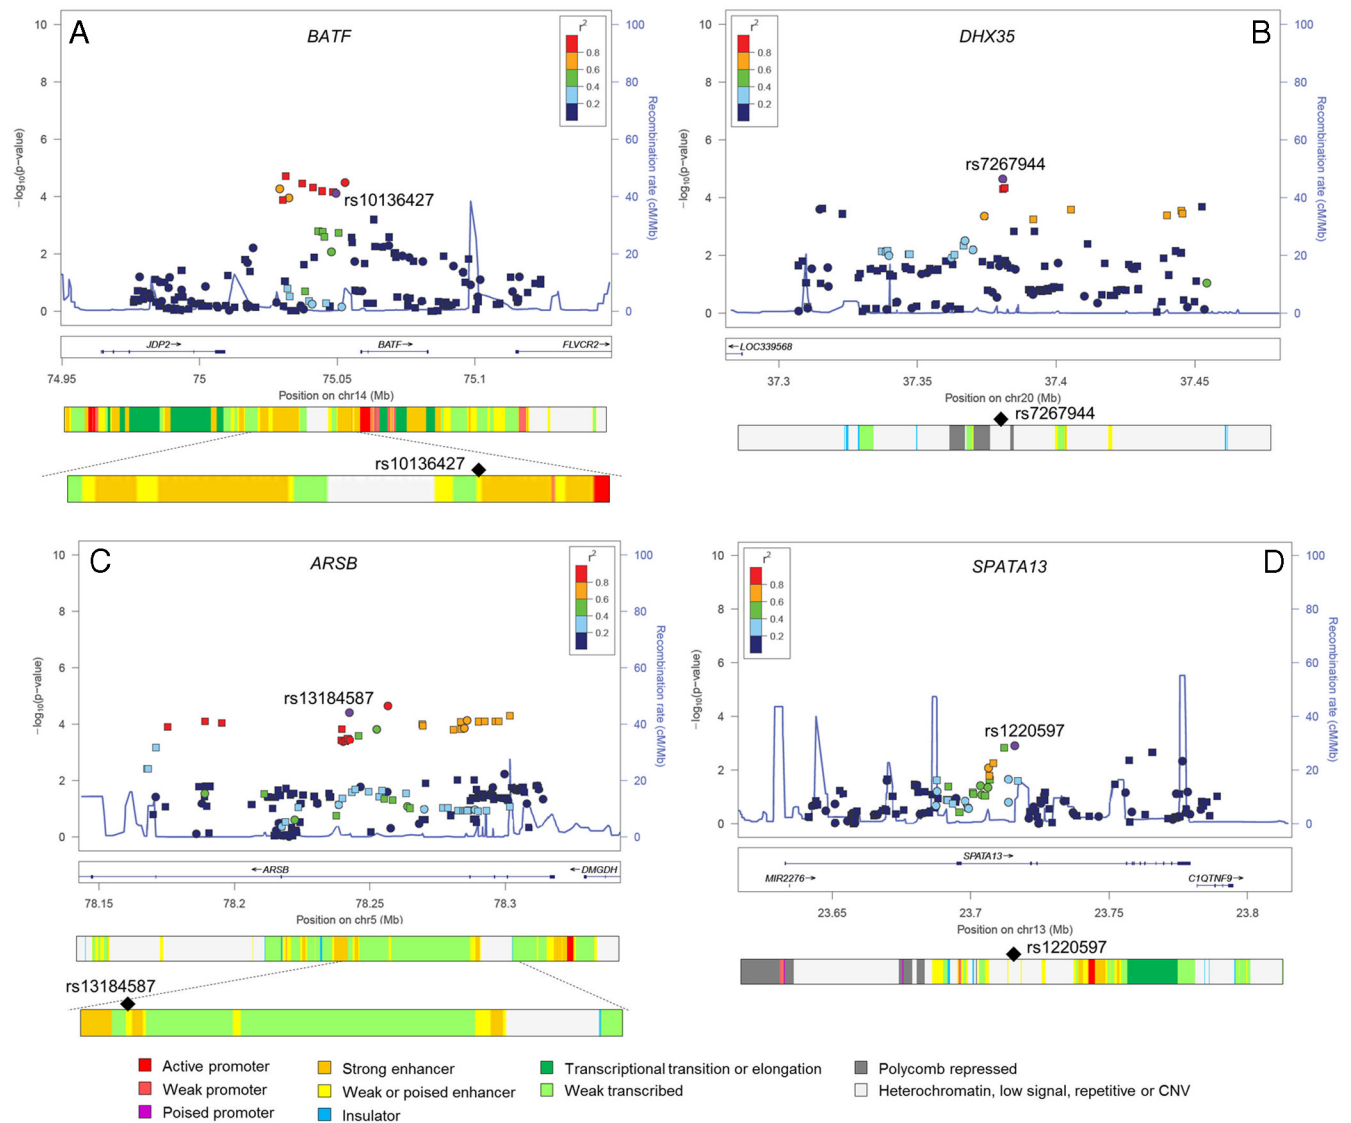 A
BATF
r2
0.8
0.6
0.4
0.2
10
8
6
4
2
0
−log10(p−value)
100
80
60
40
20
0
Recombination rate (cM/Mb)
rs10136427
JDP2→
BATF→
FLVCR2→
74.95
75
75.05
75.1
Position on chr14 (Mb)
rs10136427
B
DHX35
r2
0.8
0.6
0.4
0.2
10
8
6
4
2
0
−log10(p−value)
100
80
60
40
20
0
Recombination rate (cM/Mb)
rs7267944
←LOC339568
37.3
37.35
37.4
37.45
Position on chr20 (Mb)
rs7267944
C
ARSB
r2
0.8
0.6
0.4
0.2
10
8
6
4
2
0
−log10(p−value)
100
80
60
40
20
0
Recombination rate (cM/Mb)
rs13184587
←ARSB
←DMGDH
78.15
78.2
78.25
78.3
Position on chr5 (Mb)
rs13184587
D
SPATA13
r2
0.8
0.6
0.4
0.2
10
8
6
4
2
0
−log10(p−value)
100
80
60
40
20
0
Recombination rate (cM/Mb)
rs1220597
SPATA13→
MIR2276→
C1QTNF9→
23.65
23.7
23.75
23.8
Position on chr13 (Mb)
rs1220597
Active promoter
Weak promoter
Poised promoter
Strong enhancer
Weak or poised enhancer
Insulator
Transcriptional transition or elongation
Weak transcribed
Polycomb repressed
Heterochromatin, low signal, repetitive or CNV